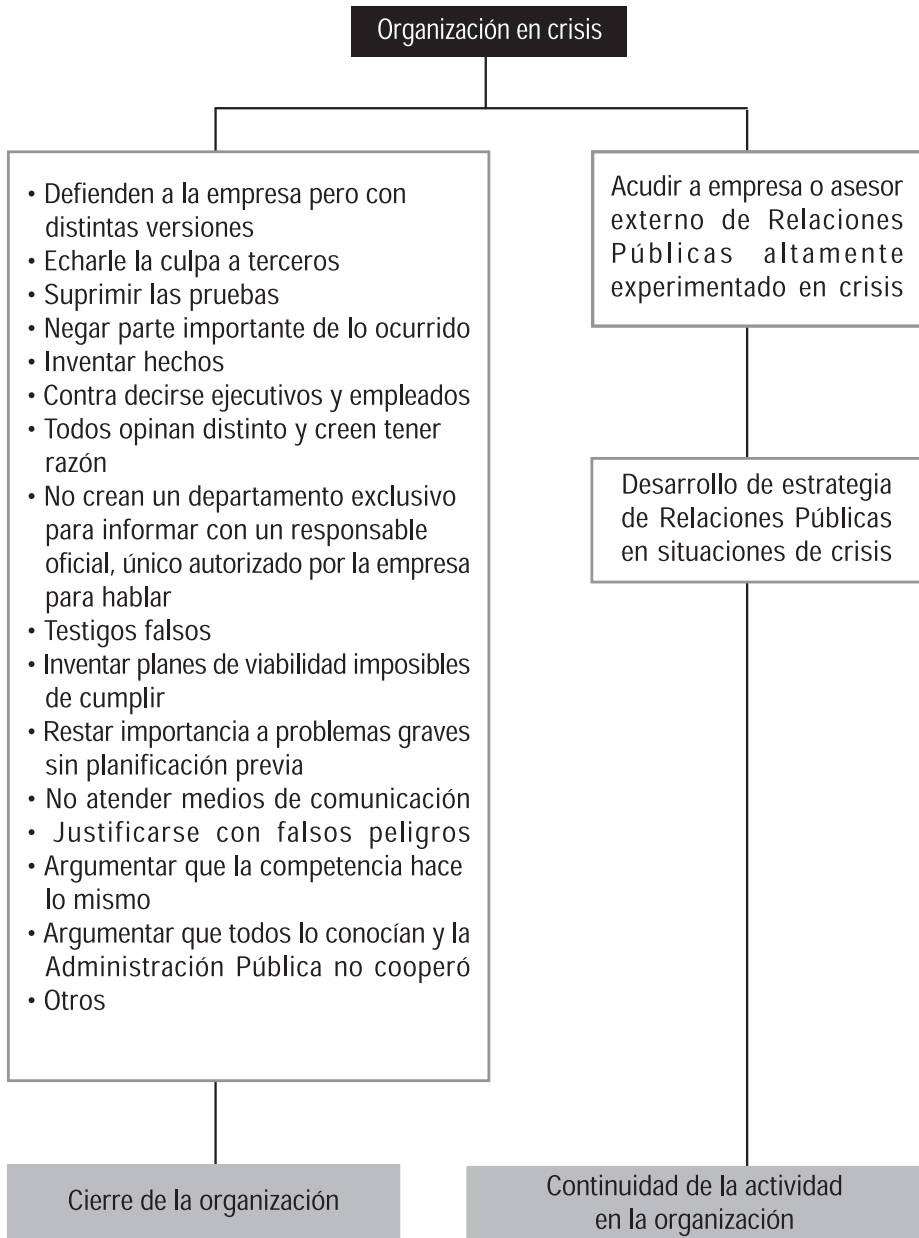 Organización en crisis
• Defienden a la empresa pero con
distintas versiones
• Echarle la culpa a terceros
• Suprimir las pruebas
• Negar parte importante de lo ocurrido
• Inventar hechos
• Contra decirse ejecutivos y empleados
• Todos opinan distinto y creen tener
razón
• No crean un departamento exclusivo
para informar con un responsable
oficial, único autorizado por la empresa
para hablar
• Testigos falsos
• Inventar planes de viabilidad imposibles
de cumplir
• Restar importancia a problemas graves
sin planificación previa
• No atender medios de comunicación
• Justificarse con falsos peligros
• Argumentar que la competencia hace
lo mismo
• Argumentar que todos lo conocían y la
Administración Pública no cooperó
• Otros
Cierre de la organización
Acudir a empresa o asesor
externo de Relaciones
Públicas altamente
experimentado en crisis
Desarrollo de estrategia
de Relaciones Públicas
en situaciones de crisis
Continuidad de la actividad
en la organización